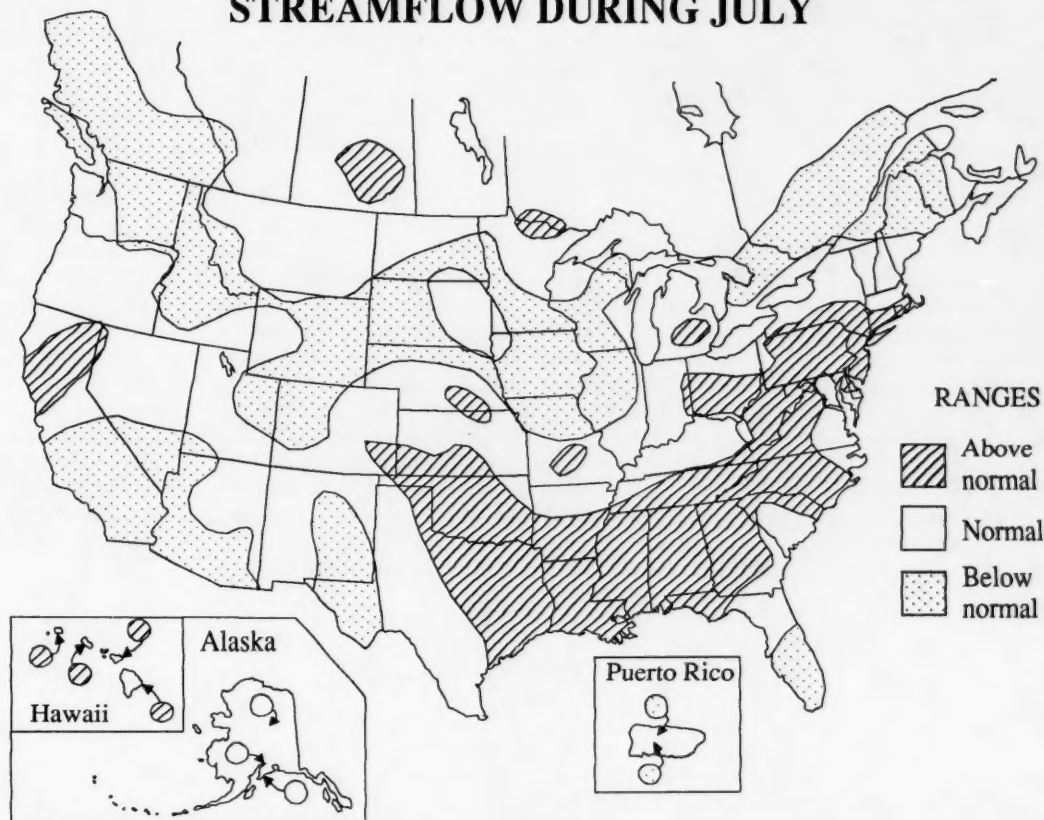 STREAMFLOW DURING JULY
RANGES
Above
normal
Normal
Below
normal
Alaska
Hawaii
Puerto Rico